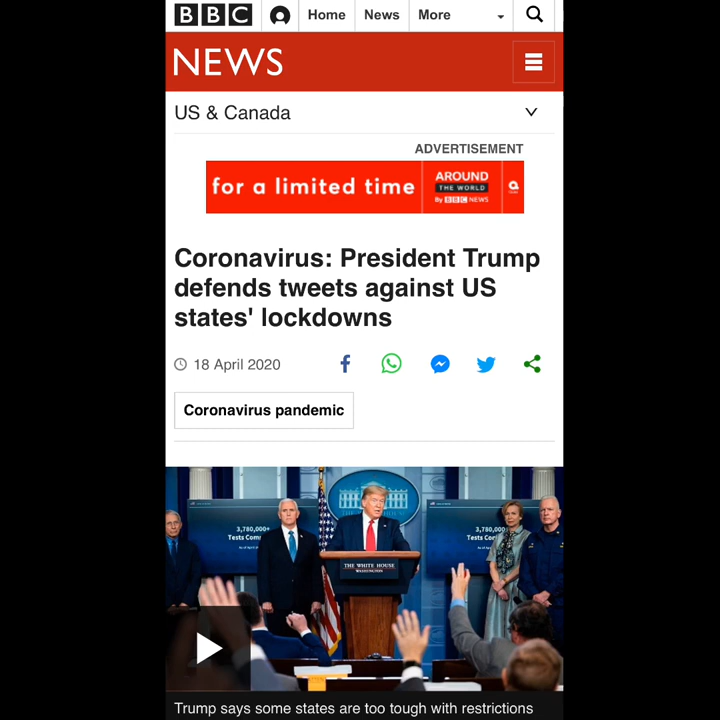 BBC Home News More
NEWS
US & Canada
ADVERTISEMENT
for a limited time
AROUND
THE WORLD
By BBC NEWS
Coronavirus: President Trump
defends tweets against US
states' lockdowns
18 April 2020
Coronavirus pandemic
3,780,000+
Tests
3,780,000
Tests
THE WHITE HOUSE
WASHINGTON
Trump says some states are too tough with restrictions